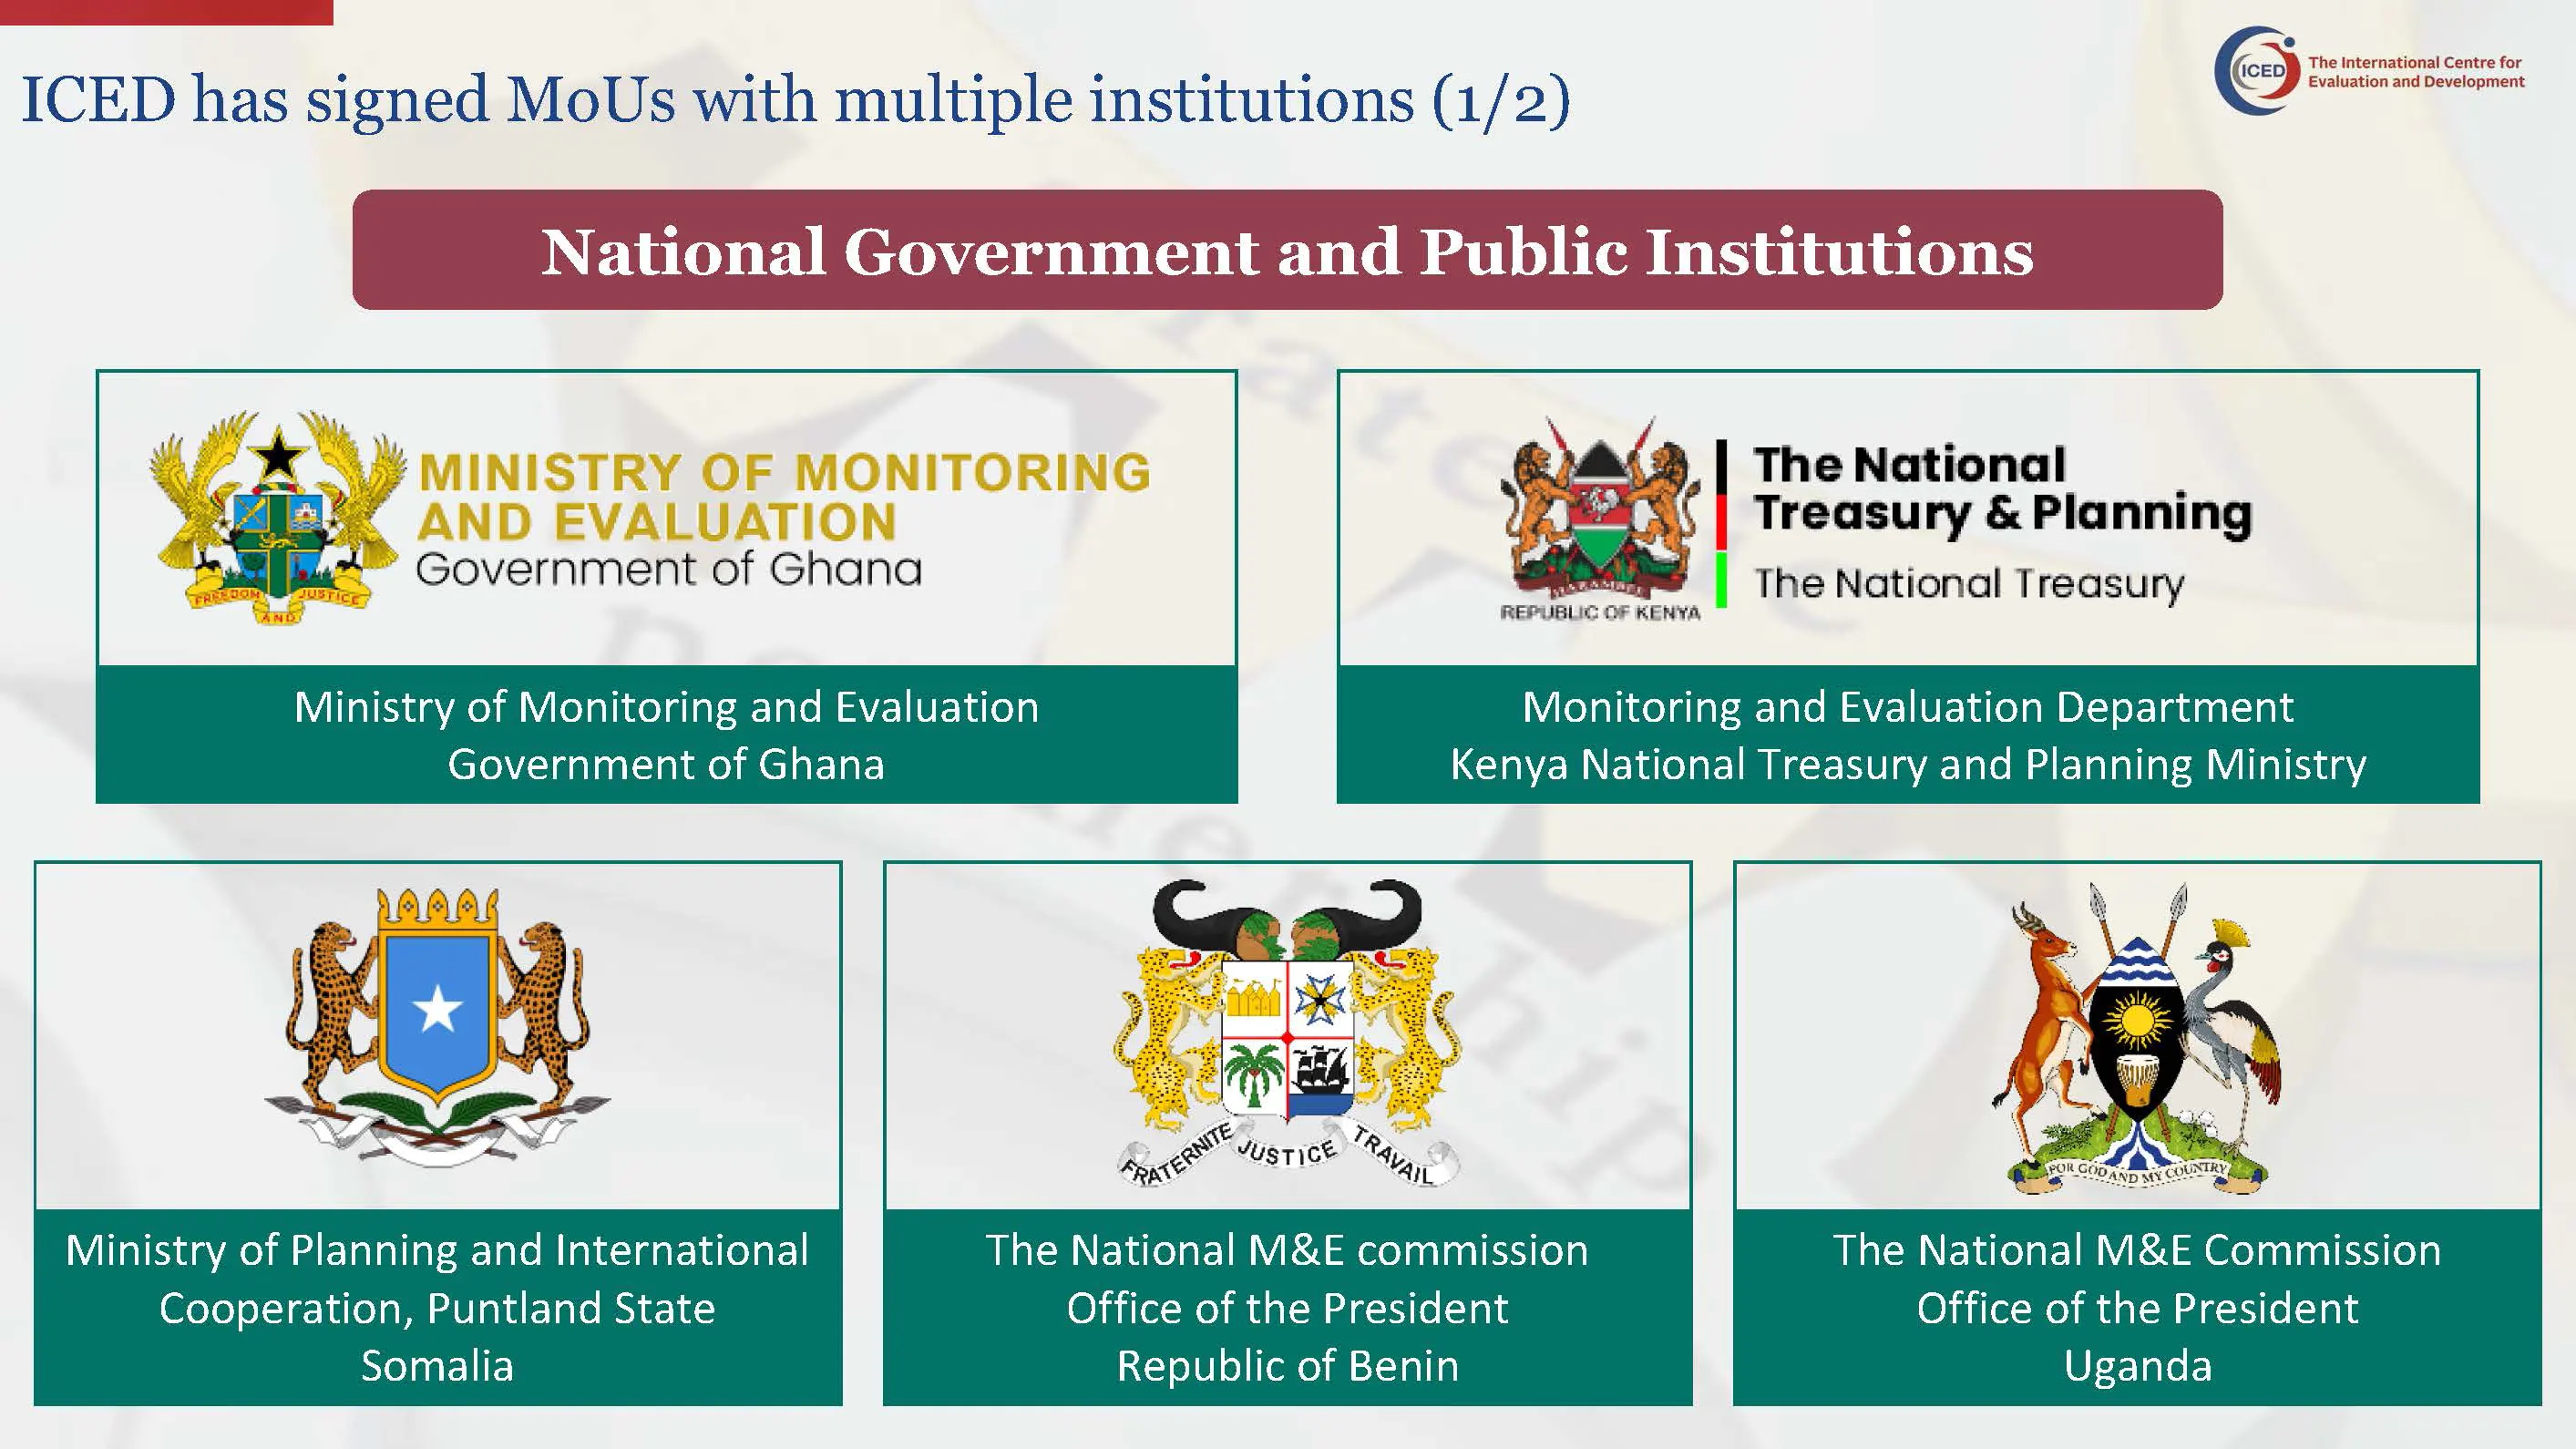 ICED has signed MoUs with multiple institutions (1/2)
ICED
The International Centre for
Evaluation and Development
National Government and Public Institutions
MINISTRY OF MONITORING
AND EVALUATION
Government of Ghana
FREEDOM JUSTICE
AND
The National
Treasury & Planning
The National Treasury
REPUBLIC OF KENYA
Ministry of Monitoring and Evaluation
Government of Ghana
Monitoring and Evaluation Department
Kenya National Treasury and Planning Ministry
FRATERNITE JUSTICE TRAVAIL
FOR GOD AND MY COUNTRY
Ministry of Planning and International
Cooperation, Puntland State
Somalia
The National M&E commission
Office of the President
Republic of Benin
The National M&E Commission
Office of the President
Uganda